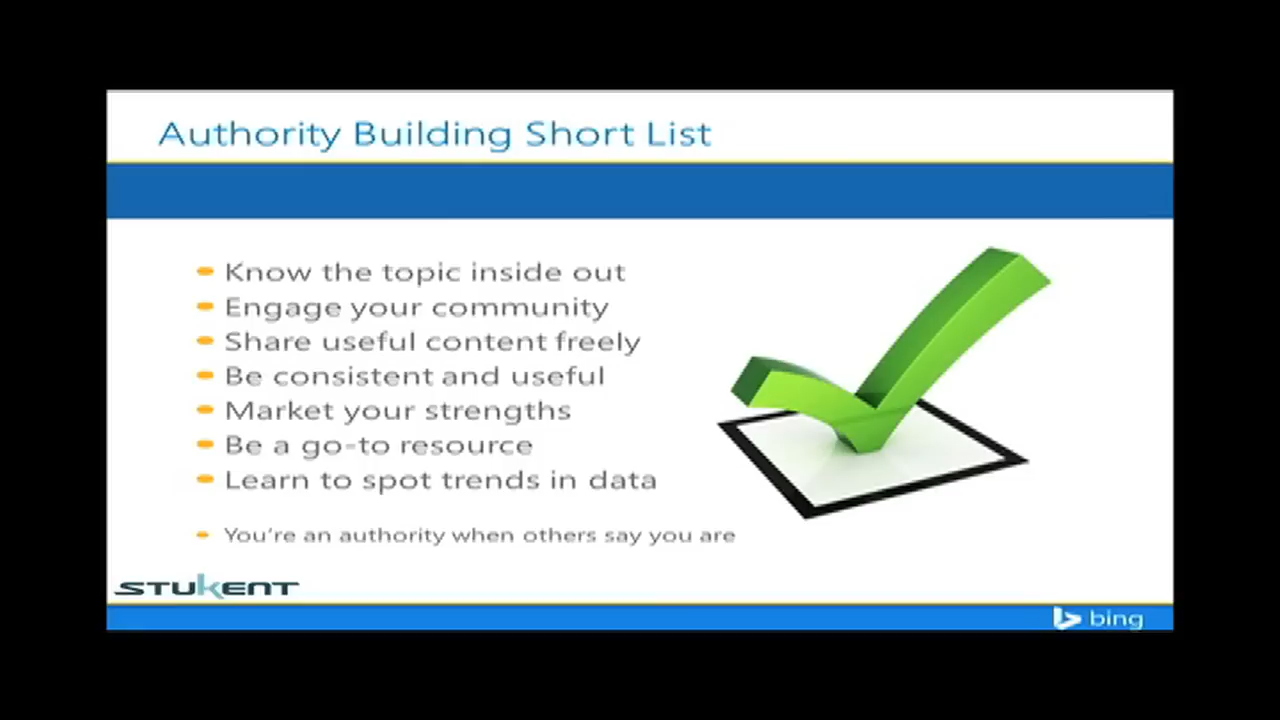 Authority Building Short List
Know the topic inside out
Engage your community
Share useful content freely
Be consistent and useful
Market your strengths
Be a go-to resource
Learn to spot trends in data
You're an authority when others say you are
STUKENT
bing